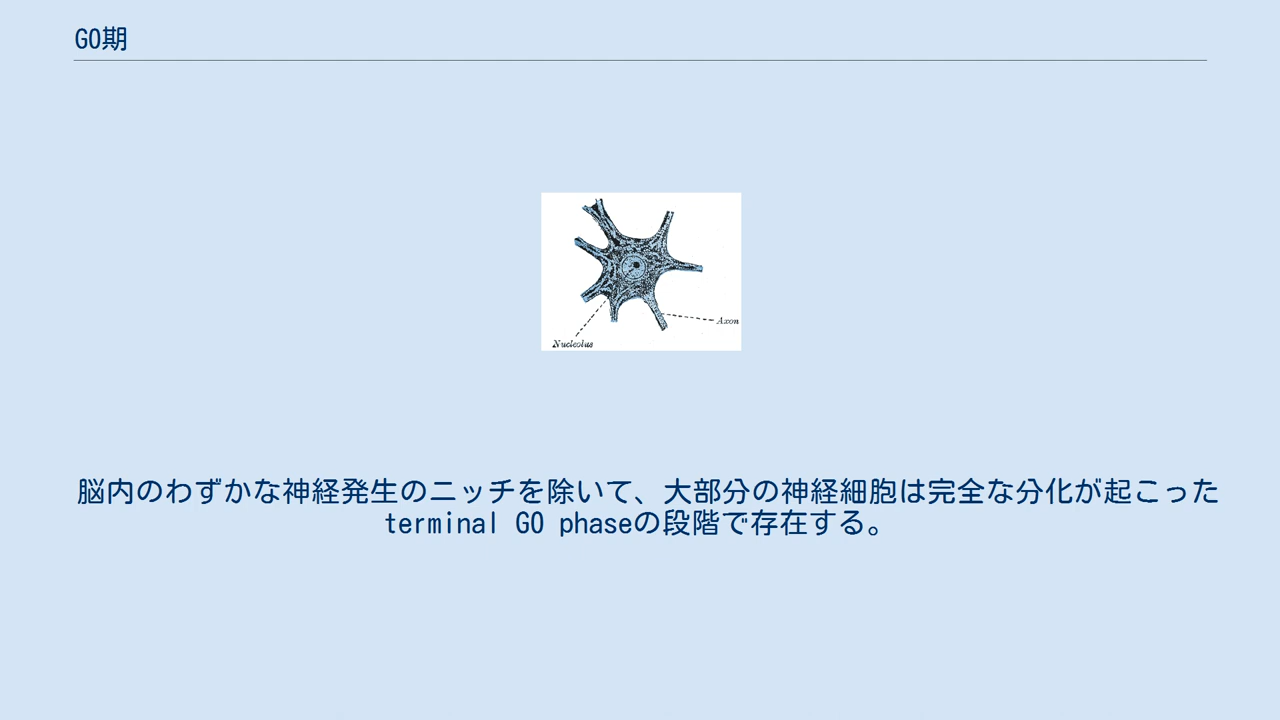 G0期
Axon
Nucleolus
脳内のわずかな神経発生のニッチを除いて、大部分の神経細胞は完全な分化が起こった
terminal G0 phaseの段階で存在する。